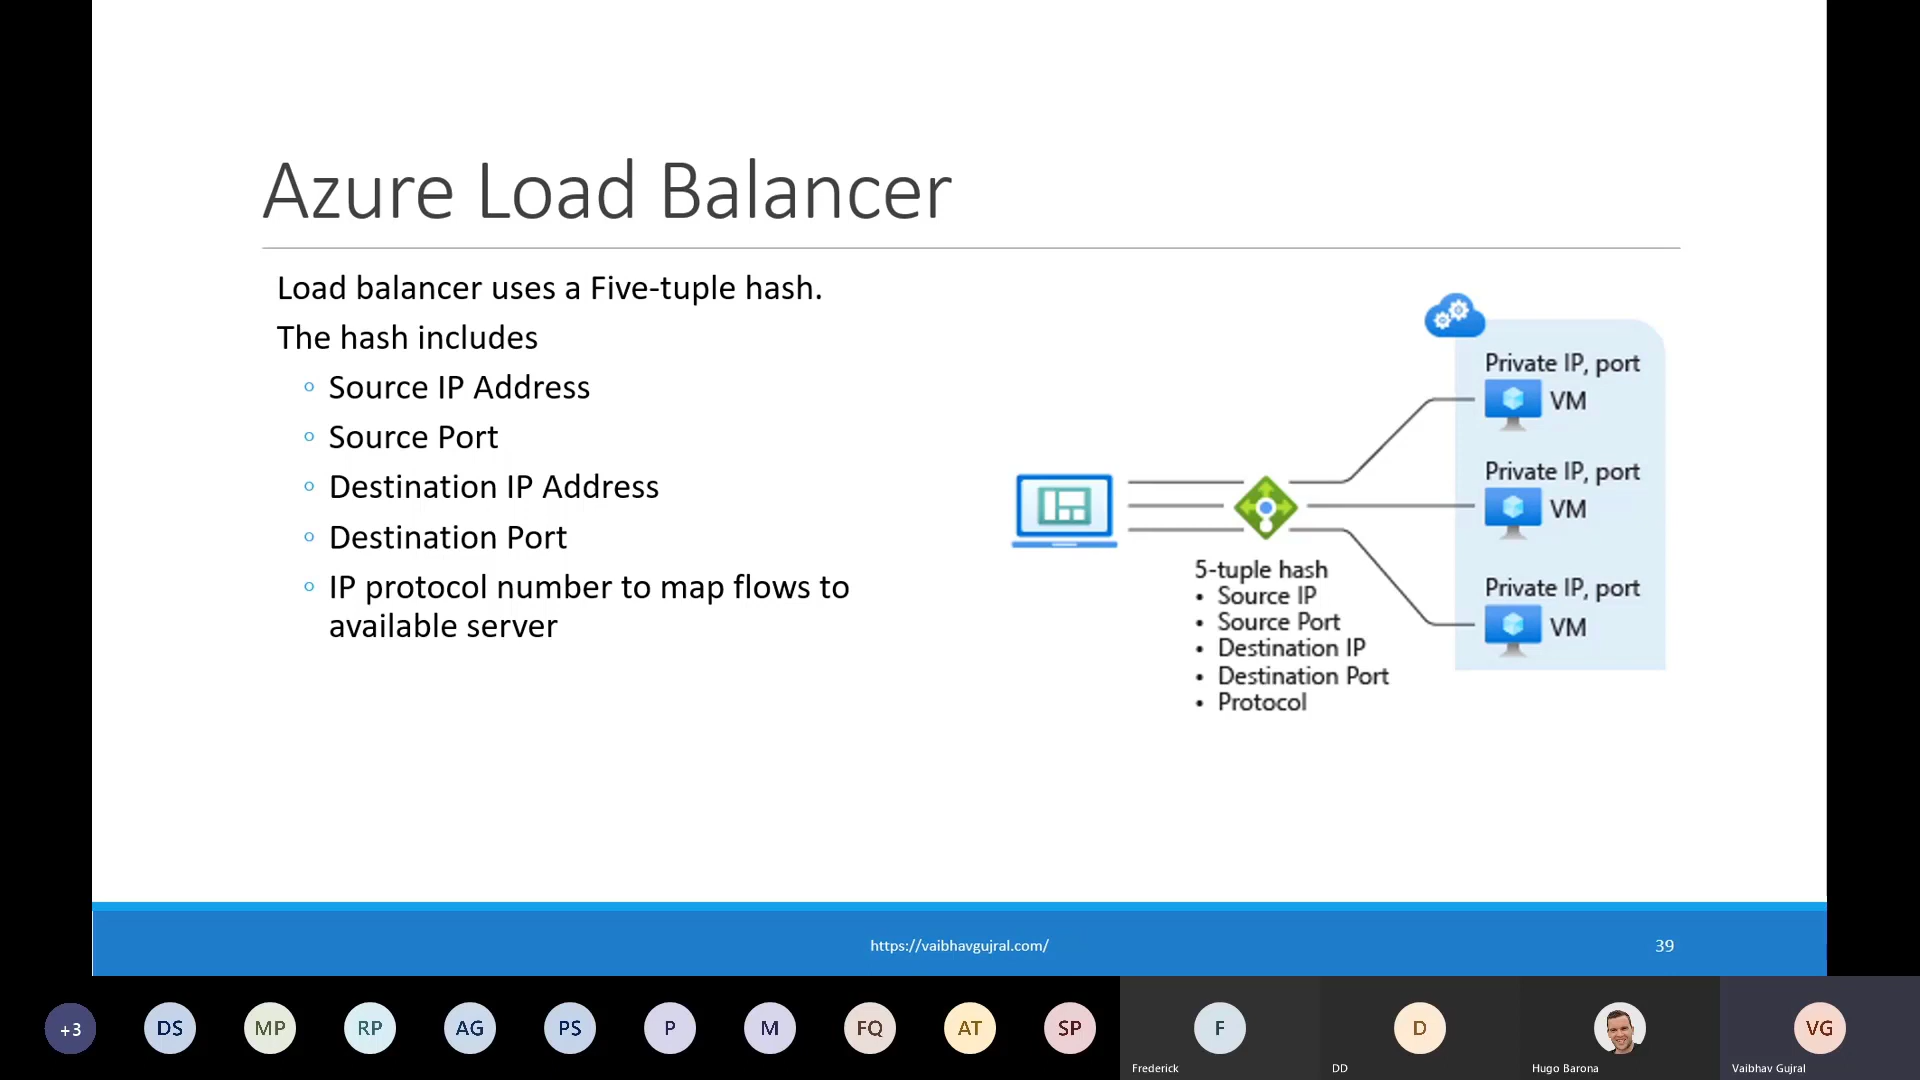 Azure Load Balancer
Load balancer uses a Five-tuple hash.
The hash includes
Source IP Address
Source Port
Destination IP Address
Destination Port
IP protocol number to map flows to
available server
Private IP, port
VM
Private IP, port
VM
Private IP, port
VM
5-tuple hash
• Source IP
• Source Port
• Destination IP
• Destination Port
• Protocol
https://vaibhavgujral.com/
39
+3
DS
MP
RP
AG
PS
P
M
FQ
AT
SP
F
Frederick
D
DD
Hugo Barona
VG
Vaibhav Gujral